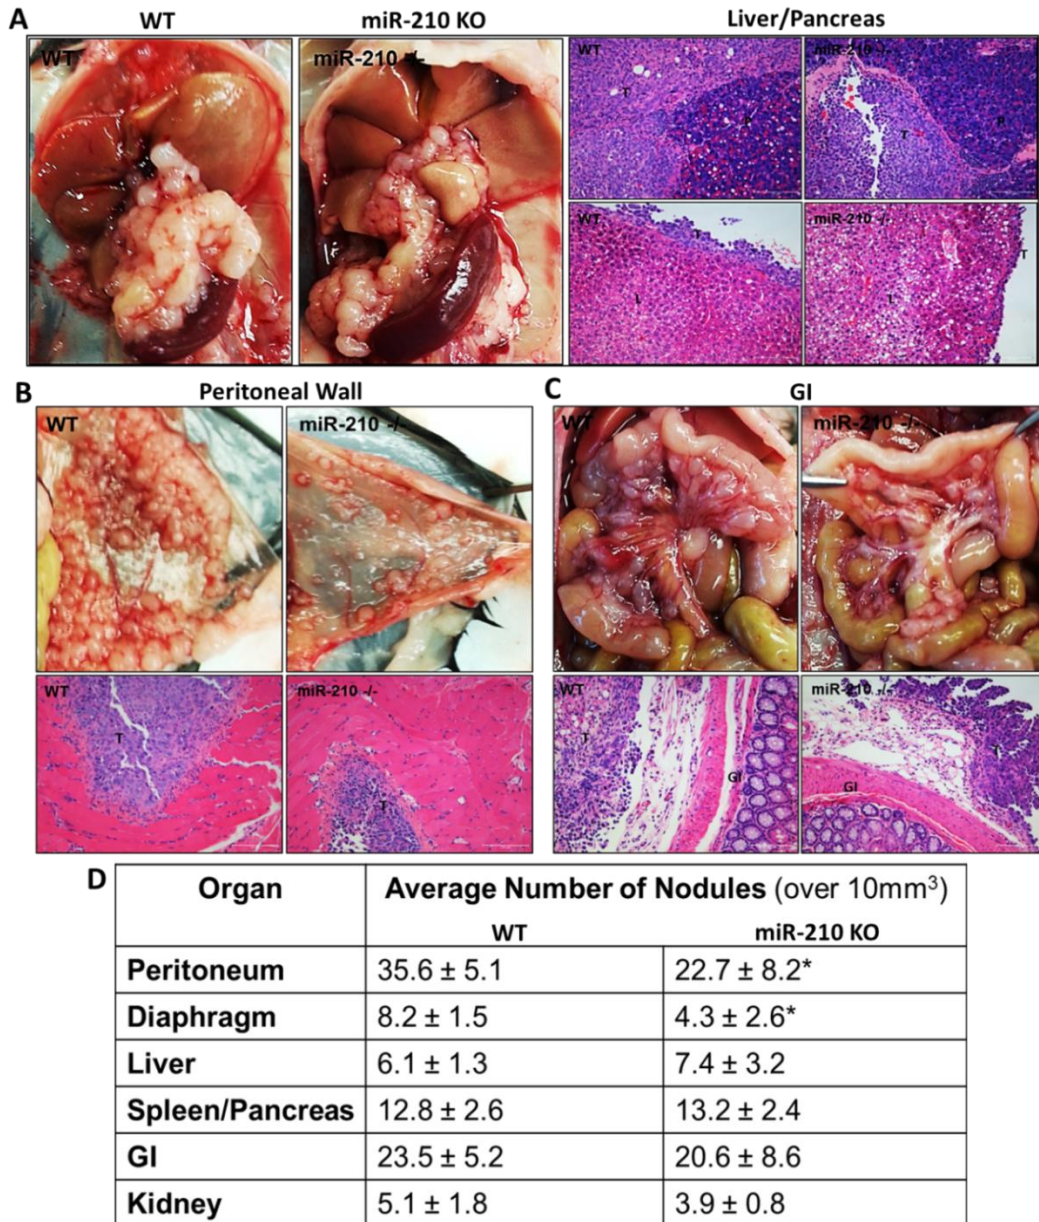 A
WT
miR-210 KO
Liver/Pancreas
WT
miR-210 -/-
WT
T
P
miR-210 -/-
T
P
WT
T
L
miR-210 -/-
L
T
B
Peritoneal Wall
WT
miR-210 -/-
WT
T
miR-210 -/-
T
C
GI
WT
miR-210 -/-
WT
T
GI
miR-210 -/-
T
GI
D
Organ
Average Number of Nodules (over 10mm³)
WT
miR-210 KO
Peritoneum 35.6 ± 5.1 22.7 ± 8.2*
Diaphragm 8.2 ± 1.5 4.3 ± 2.6*
Liver 6.1 ± 1.3 7.4 ± 3.2
Spleen/Pancreas 12.8 ± 2.6 13.2 ± 2.4
GI 23.5 ± 5.2 20.6 ± 8.6
Kidney 5.1 ± 1.8 3.9 ± 0.8